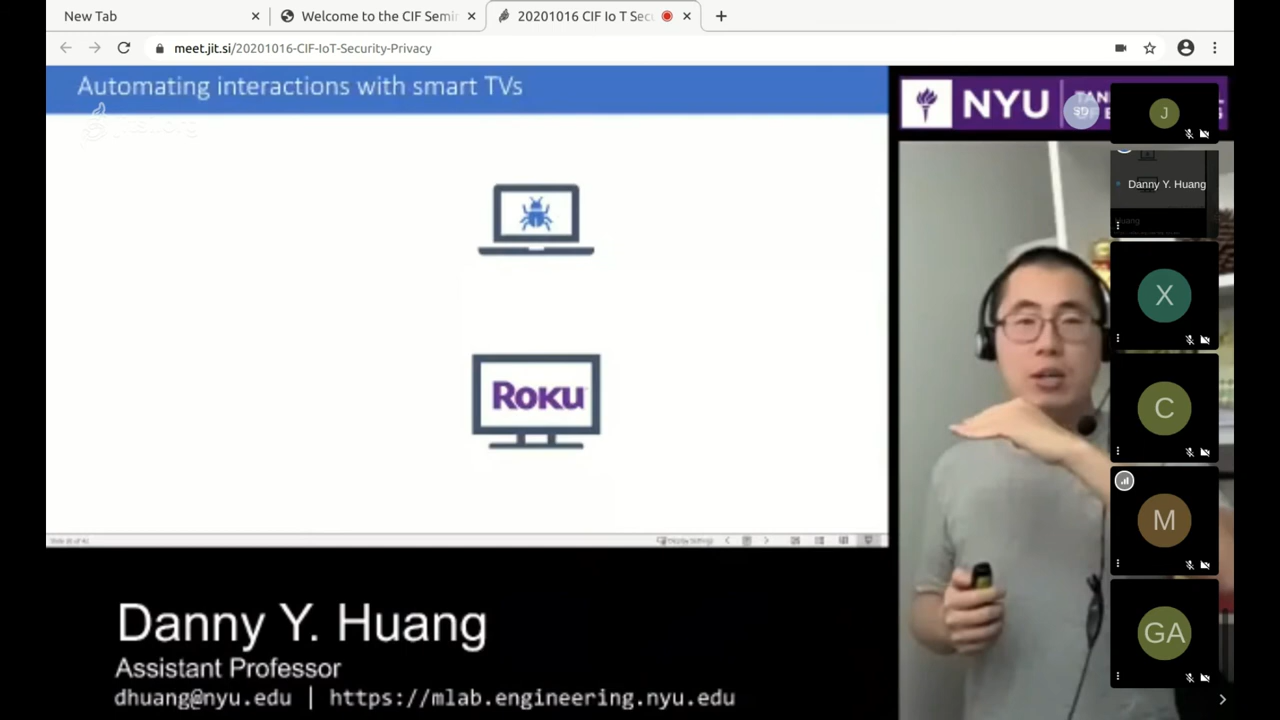 New Tab
Welcome to the CIF Semi
20201016 CIF Io T Secu
meet.jit.si/20201016-CIF-IoT-Security-Privacy
Automating interactions with smart TVs
NYU
SD
J
Danny Y. Huang
X
Roku
C
M
GA
Danny Y. Huang
Assistant Professor
dhuang@nyu.edu | https://mlab.engineering.nyu.edu